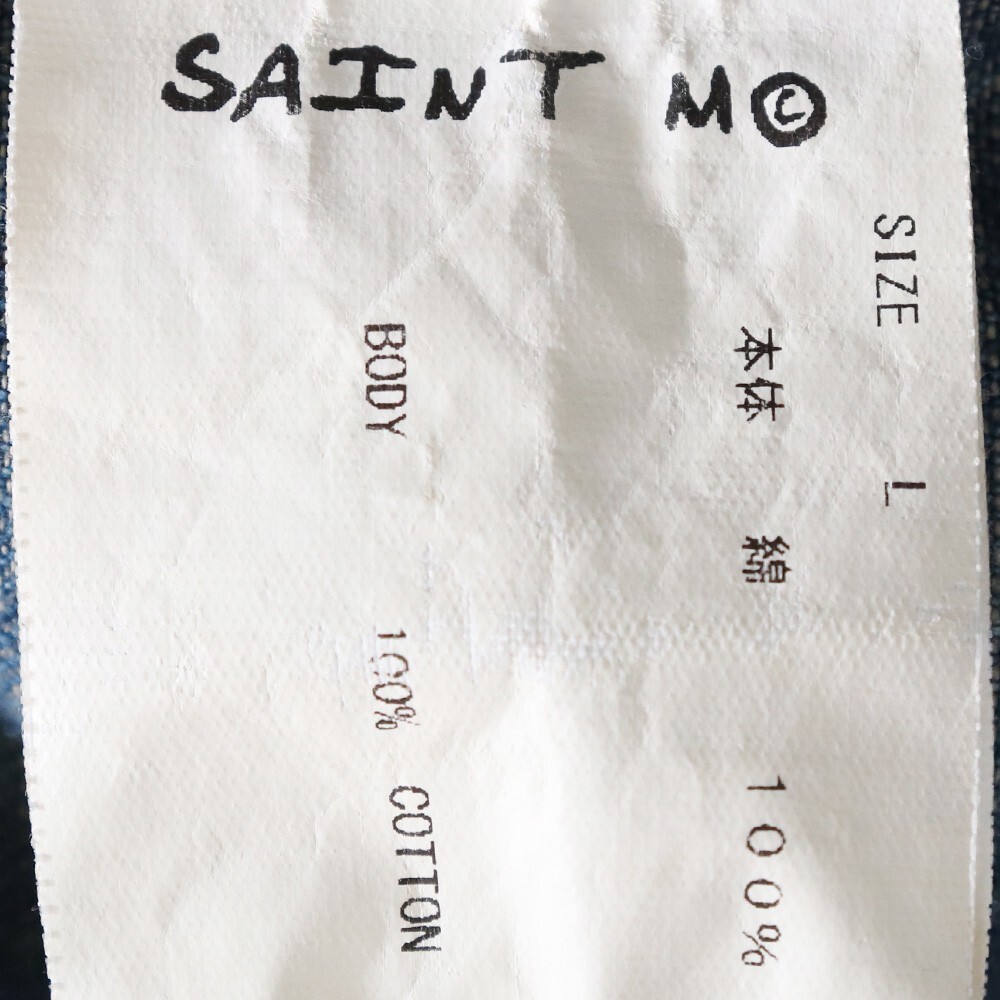 SAINT M©
SIZE L
本体 綿 100%
BODY 100% COTTON